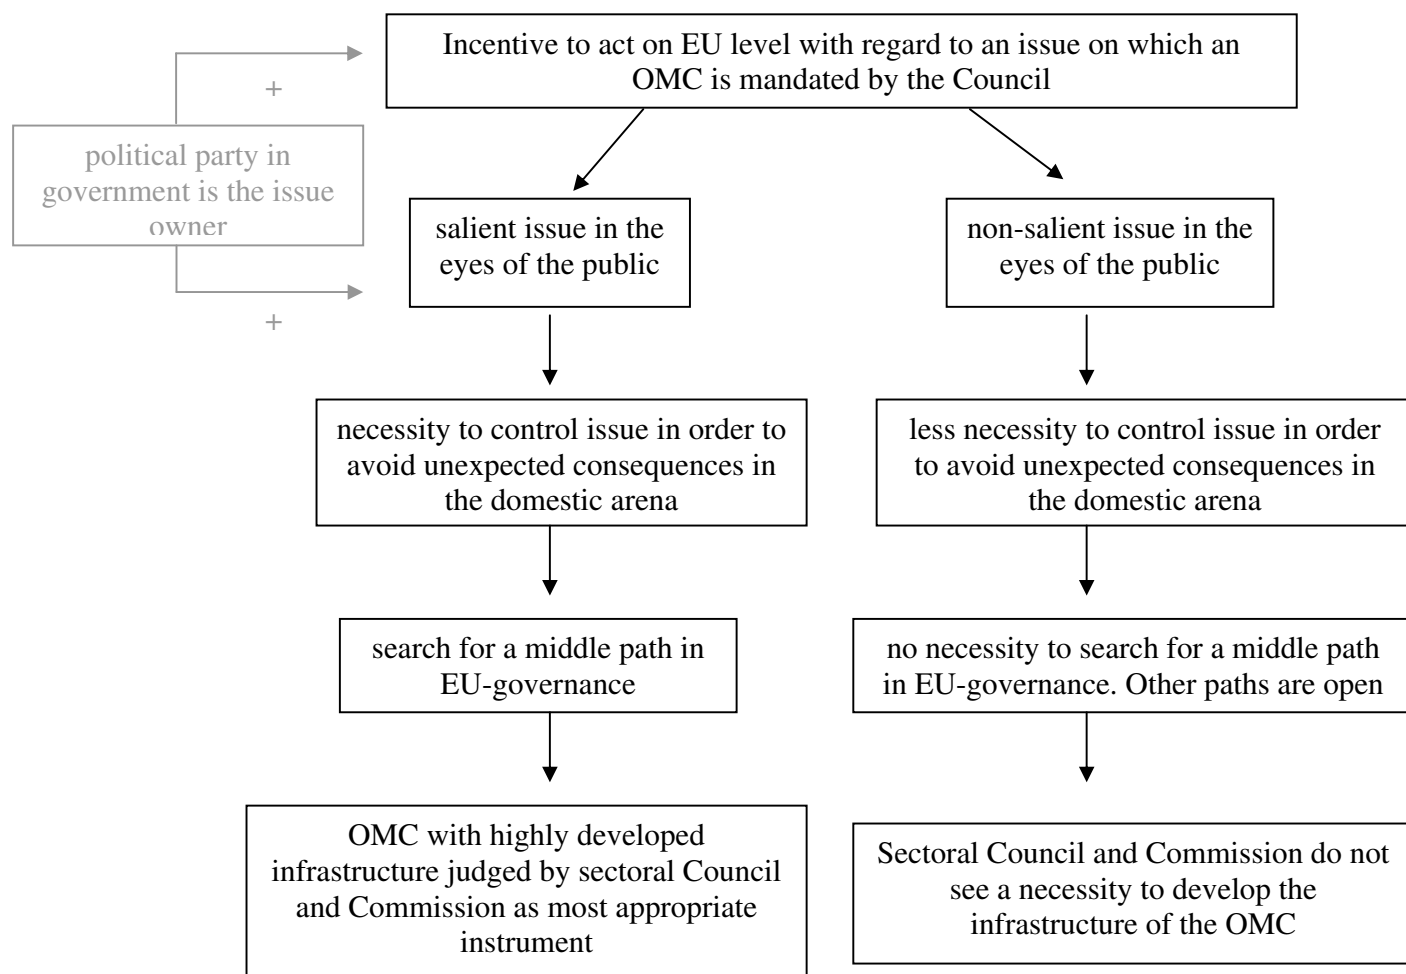 Incentive to act on EU level with regard to an issue on which an
OMC is mandated by the Council
+
political party in
government is the issue
owner
+
salient issue in the
eyes of the public
non-salient issue in the
eyes of the public
necessity to control issue in order to
avoid unexpected consequences in
the domestic arena
less necessity to control issue in order
to avoid unexpected consequences in
the domestic arena
search for a middle path in
EU-governance
no necessity to search for a middle path
in EU-governance. Other paths are open
OMC with highly developed
infrastructure judged by sectoral Council
and Commission as most appropriate
instrument
Sectoral Council and Commission do not
see a necessity to develop the
infrastructure of the OMC